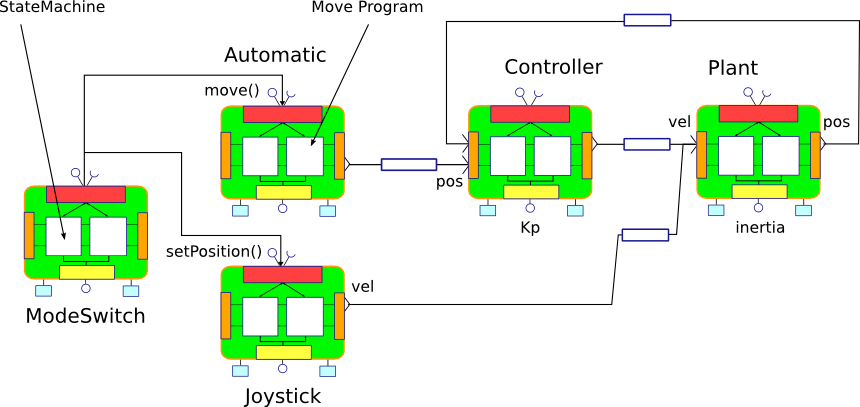 StateMachine
Move Program
Automatic
Controller
Plant
move()
vel
pos
pos
Kp
inertia
setPosition()
vel
ModeSwitch
Joystick